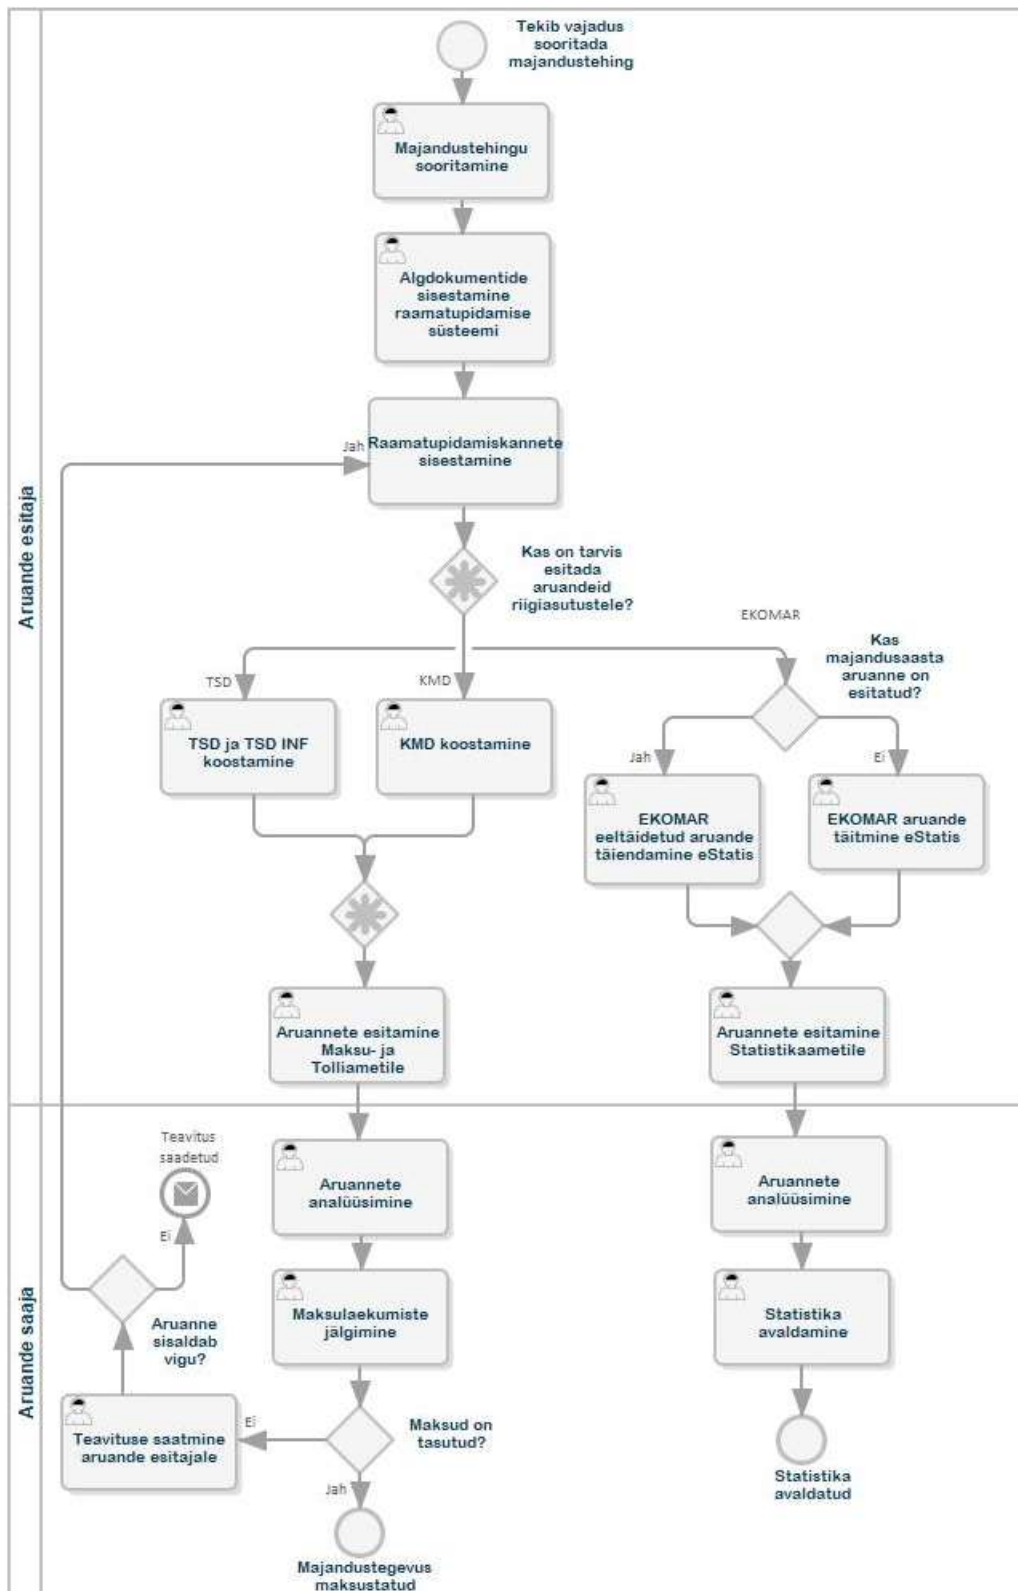 Tekib vajadus
sooritada
majandustehing
Majandustehingu
sooritamine
Algdokumentide
sisestamine
raamatupidamise
süsteemi
Jah
Raamatupidamiskannete
sisestamine
Aruande esitaja
Kas on tarvis
esitada
aruandeid
riigiasutustele?
EKOMAR
Kas
majandusaasta
aruanne on
esitatud?
TSD
KMD
TSD ja TSD INF
koostamine
KMD koostamine
Jah
Ei
EKOMAR
eeltäidetud aruande
täiendamine eStatis
EKOMAR aruande
täitmine eStatis
Aruannete esitamine
Maksu- ja
Tolliametile
Aruannete esitamine
Statistikaametile
Aruande saaja
Teavitus
saadetud
Ei
Aruannete
analüüsimine
Aruannete
analüüsimine
Aruanne
sisaldab
vigu?
Maksulaekumiste
jälgimine
Statistika
avaldamine
Teavituse saatmine
aruande esitajale
Ei
Maksud on
tasutud?
Jah
Statistika
avaldatud
Majandustegevus
maksustatud